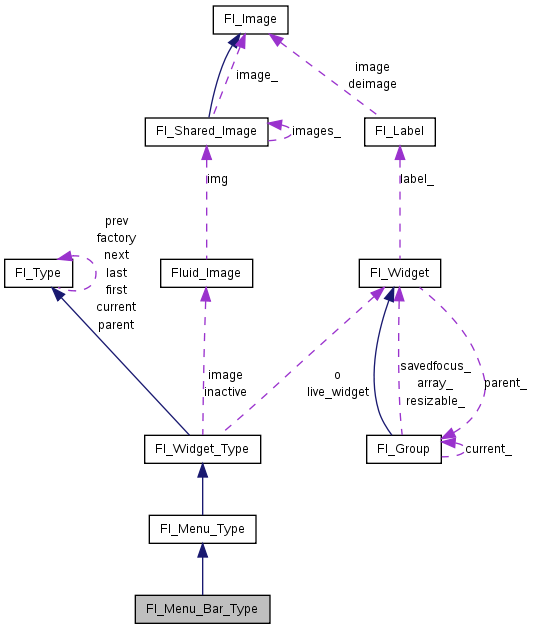 Fl_Image
image_
image
deimage
Fl_Shared_Image
images_
Fl_Label
img
label_
prev
factory
next
last
first
current
parent
Fl_Type
Fluid_Image
Fl_Widget
image
inactive
o
live_widget
savedfocus_
array_
resizable_
parent_
Fl_Widget_Type
Fl_Group
current_
Fl_Menu_Type
Fl_Menu_Bar_Type